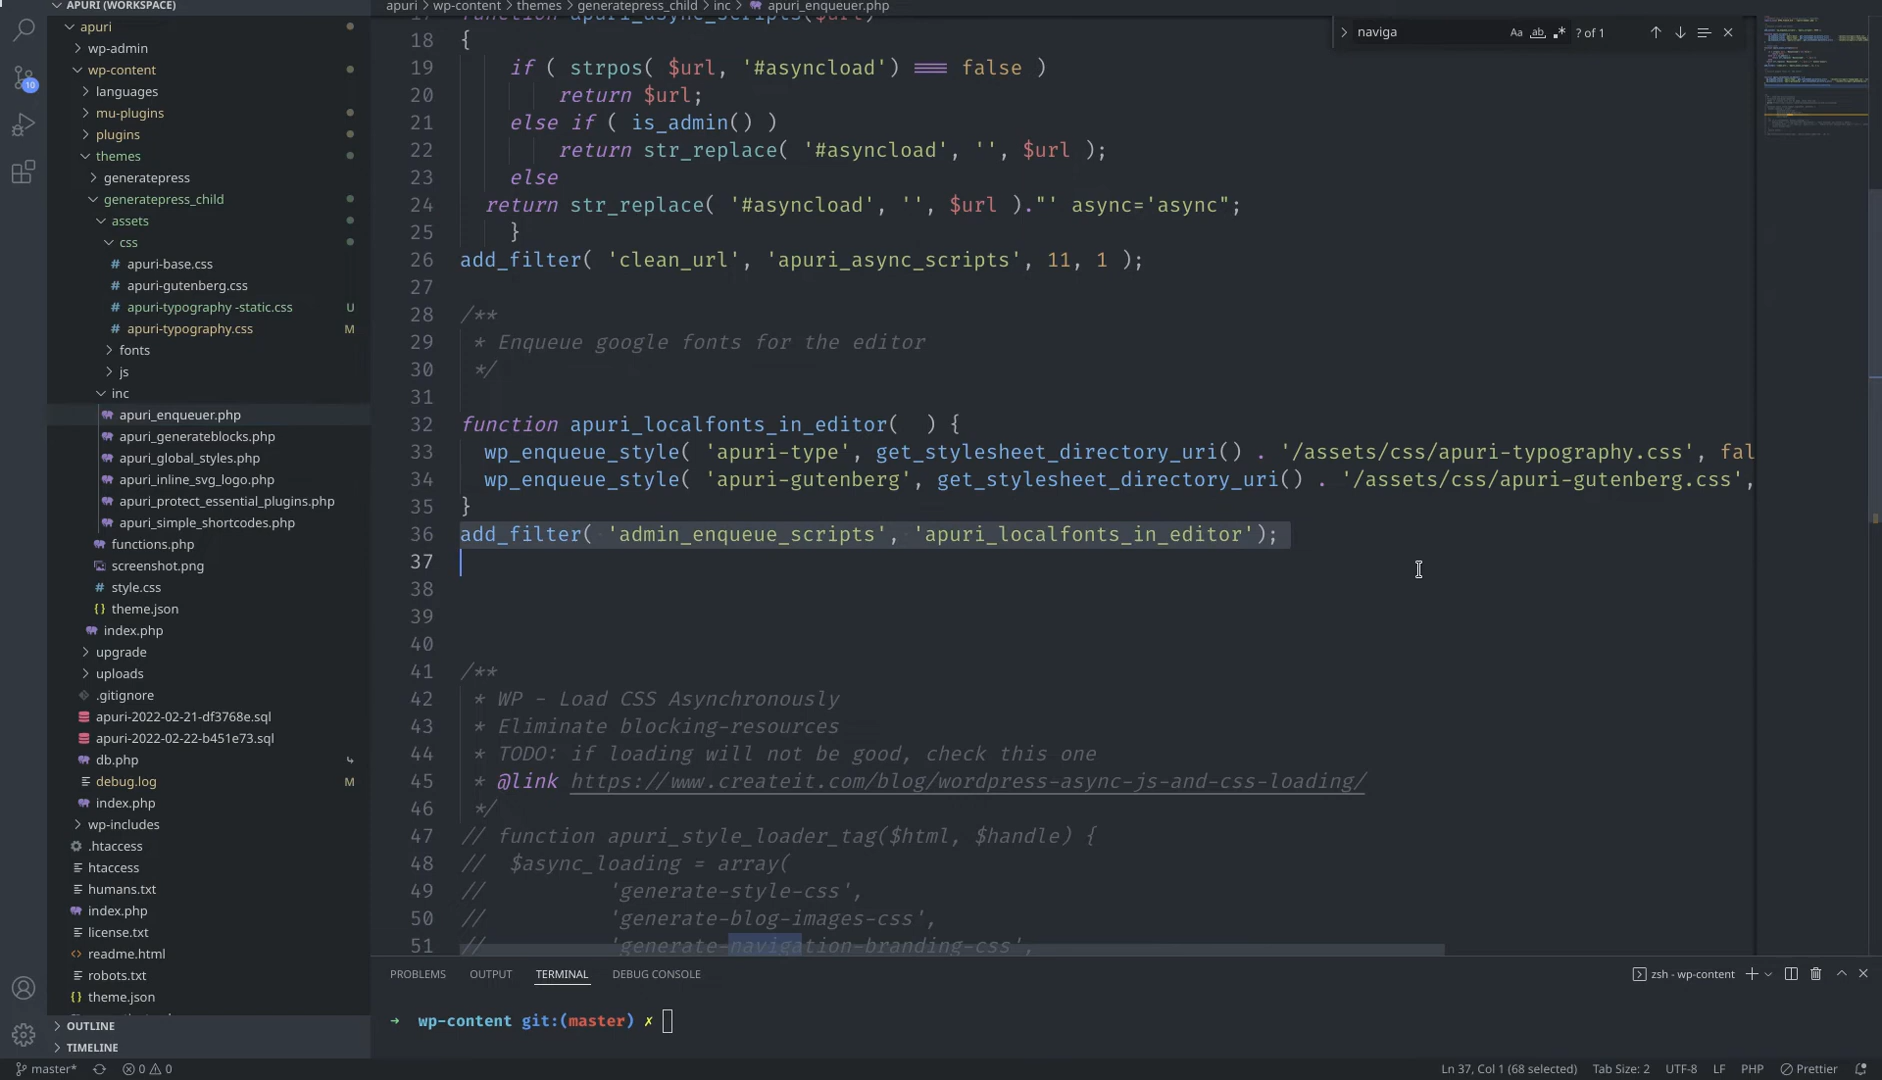 APURI (WORKSPACE)
apuri
wp-admin
wp-content
languages
mu-plugins
plugins
themes
generatepress
generatepress_child
assets
css
# apuri-base.css
# apuri-gutenberg.css
# apuri-typography -static.css U
# apuri-typography.css M
fonts
js
inc
apuri_enqueuer.php
apuri_generateblocks.php
apuri_global_styles.php
apuri_inline_svg_logo.php
apuri_protect_essential_plugins.php
apuri_simple_shortcodes.php
functions.php
screenshot.png
# style.css
{} theme.json
index.php
upgrade
uploads
.gitignore
apuri-2022-02-21-df3768e.sql
apuri-2022-02-22-b451e73.sql
db.php
debug.log M
index.php
wp-includes
.htaccess
htaccess
humans.txt
index.php
license.txt
readme.html
robots.txt
{} theme.json
OUTLINE
TIMELINE
10
apuri > wp-content > themes > generatepress_child > inc > apuri_enqueuer.php
naviga Aa ab .* ? of 1
17 function apuri_async_scripts($url)
18 {
19 if ( strpos( $url, '#asyncload') === false )
20 return $url;
21 else if ( is_admin() )
22 return str_replace( '#asyncload', '', $url );
23 else
24 return str_replace( '#asyncload', '', $url )."' async='async";
25 }
26 add_filter( 'clean_url', 'apuri_async_scripts', 11, 1 );
27
28 /**
29 * Enqueue google fonts for the editor
30 */
31
32 function apuri_localfonts_in_editor( ) {
33 wp_enqueue_style( 'apuri-type', get_stylesheet_directory_uri() . '/assets/css/apuri-typography.css', fal
34 wp_enqueue_style( 'apuri-gutenberg', get_stylesheet_directory_uri() . '/assets/css/apuri-gutenberg.css',
35 }
36 add_filter( 'admin_enqueue_scripts', 'apuri_localfonts_in_editor');
37
38
39
40
41 /**
42 * WP - Load CSS Asynchronously
43 * Eliminate blocking-resources
44 * TODO: if loading will not be good, check this one
45 * @link https://www.createit.com/blog/wordpress-async-js-and-css-loading/
46 */
47 // function apuri_style_loader_tag($html, $handle) {
48 // $async_loading = array(
49 // 'generate-style-css',
50 // 'generate-blog-images-css',
51 // 'generate-navigation-branding-css',
PROBLEMS OUTPUT TERMINAL DEBUG CONSOLE
zsh - wp-content
→ wp-content git:(master) ✗
master* 0 0
Ln 37, Col 1 (68 selected) Tab Size: 2 UTF-8 LF PHP Prettier